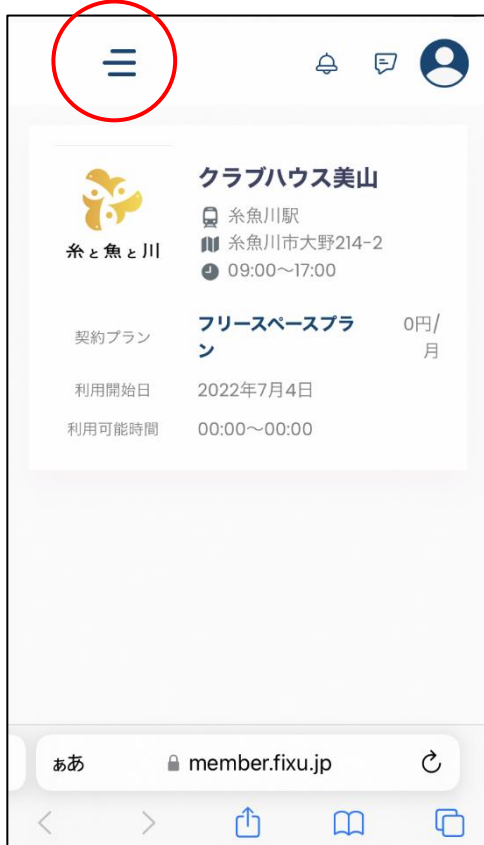 クラブハウス美山
糸魚川駅
糸魚川市大野214-2
09:00〜17:00
糸と魚と川
契約プラン
フリースペースプラ
ン
0円/
月
利用開始日
2022年7月4日
利用可能時間
00:00〜00:00
ぁあ
member.fixu.jp